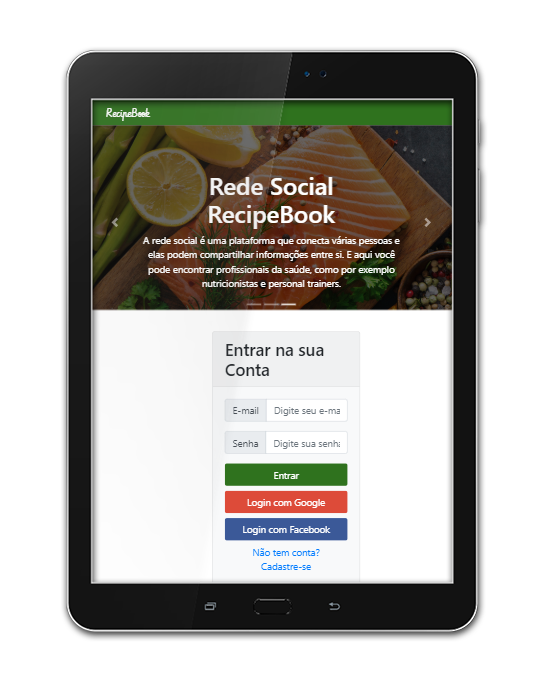 RecipeBook
Rede Social
RecipeBook
A rede social é uma plataforma que conecta várias pessoas e
elas podem compartilhar informações entre si. E aqui você
pode encontrar profissionais da saúde, como por exemplo
nutricionistas e personal trainers.
Entrar na sua
Conta
E-mail Digite seu e-ma
Senha Digite sua senha
Entrar
Login com Google
Login com Facebook
Não tem conta?
Cadastre-se